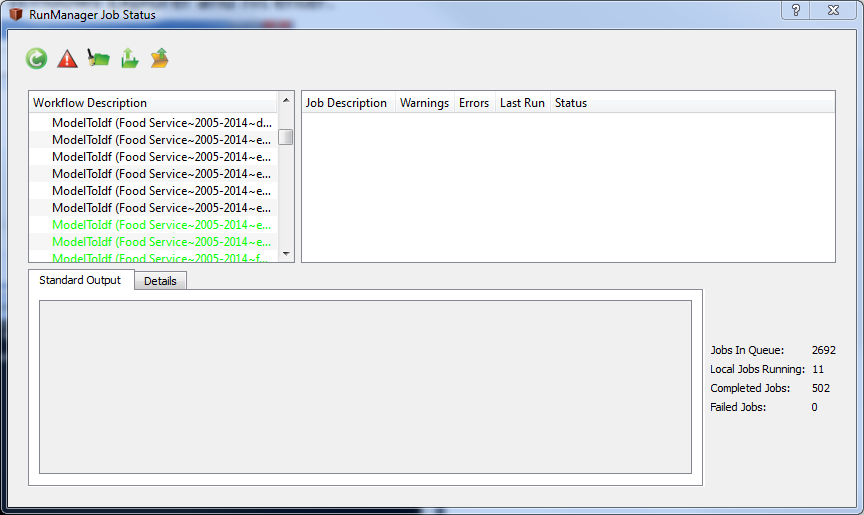 RunManager Job Status
Workflow Description
ModelToIdf (Food Service~2005-2014~d...
ModelToIdf (Food Service~2005-2014~e...
ModelToIdf (Food Service~2005-2014~e...
ModelToIdf (Food Service~2005-2014~e...
ModelToIdf (Food Service~2005-2014~e...
ModelToIdf (Food Service~2005-2014~e...
ModelToIdf (Food Service~2005-2014~e...
ModelToIdf (Food Service~2005-2014~e...
ModelToIdf (Food Service~2005-2014~f...
Job Description Warnings Errors Last Run Status
Standard Output Details
Jobs In Queue: 2692
Local Jobs Running: 11
Completed Jobs: 502
Failed Jobs: 0